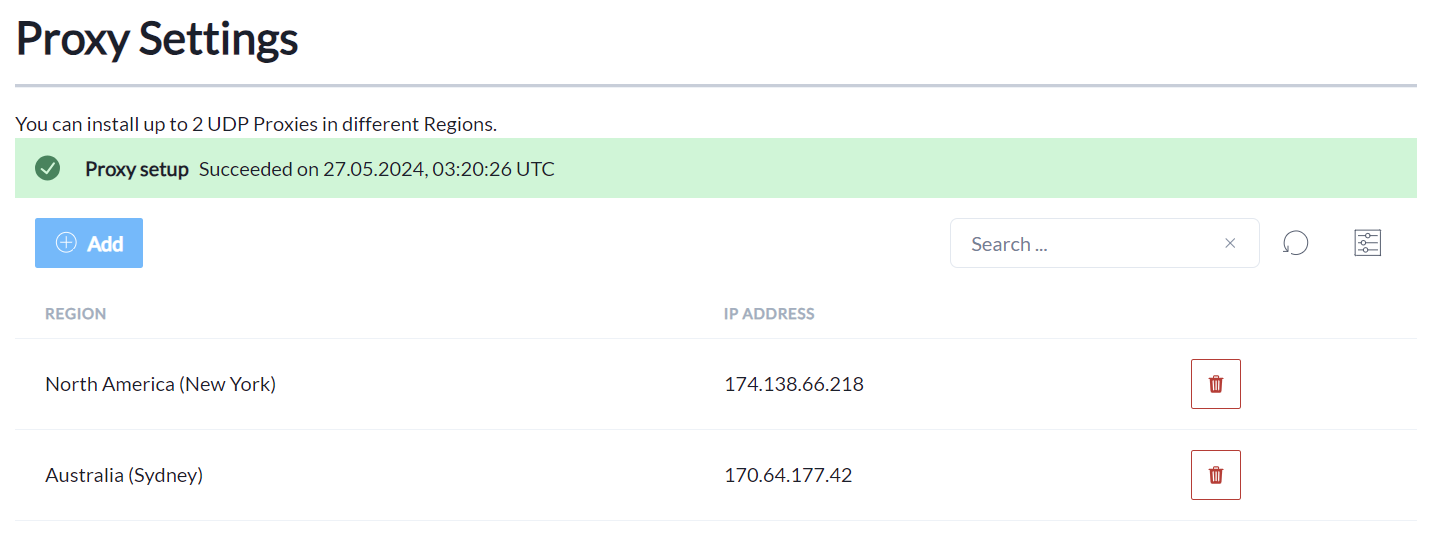 Proxy Settings
You can install up to 2 UDP Proxies in different Regions.
Proxy setup Succeeded on 27.05.2024, 03:20:26 UTC
Add
Search ...
REGION IP ADDRESS
North America (New York) 174.138.66.218
Australia (Sydney) 170.64.177.42